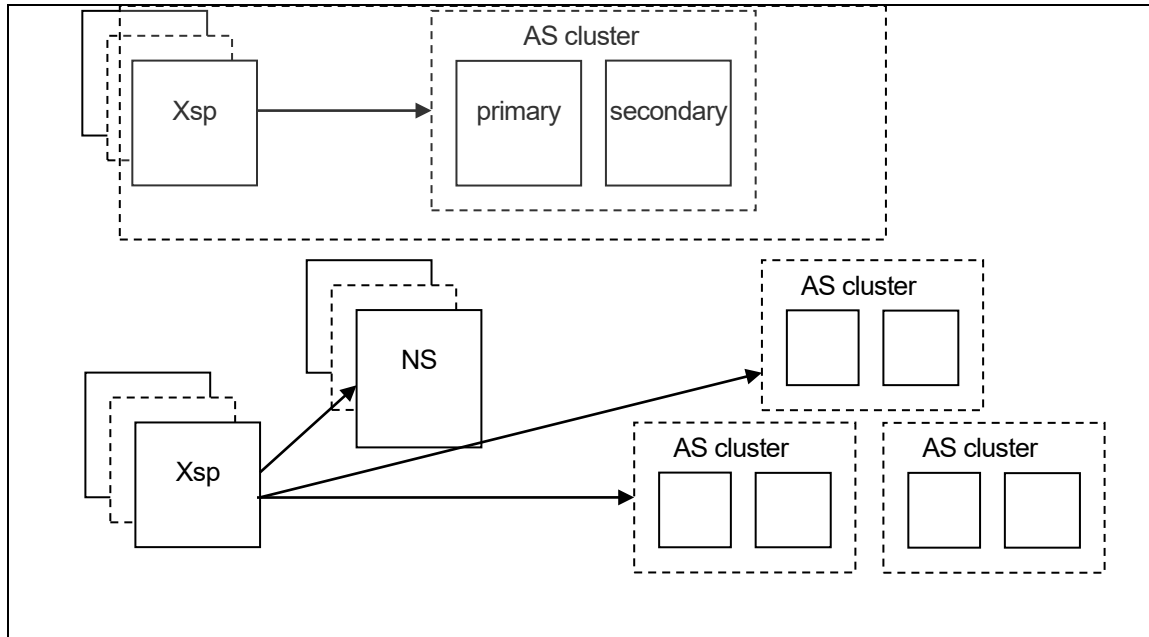 AS cluster
Xsp
primary
secondary
AS cluster
NS
Xsp
AS cluster
AS cluster